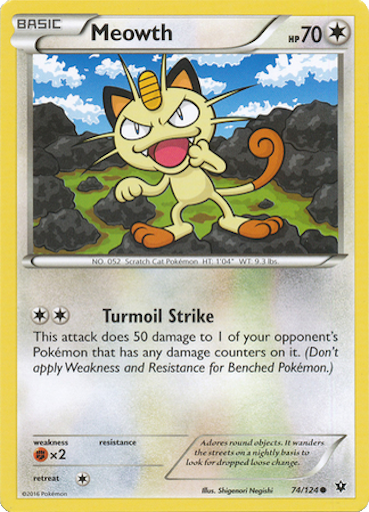 BASIC Meowth HP 70
NO. 052 Scratch Cat Pokémon HT: 1'04" WT: 9.3 lbs.
Turmoil Strike
This attack does 50 damage to 1 of your opponent's
Pokémon that has any damage counters on it. (Don't
apply Weakness and Resistance for Benched Pokémon.)
weakness resistance
×2
retreat
Adores round objects. It wanders
the streets on a nightly basis to
look for dropped loose change.
©2016 Pokémon
Illus. Shigenori Negishi 74/124